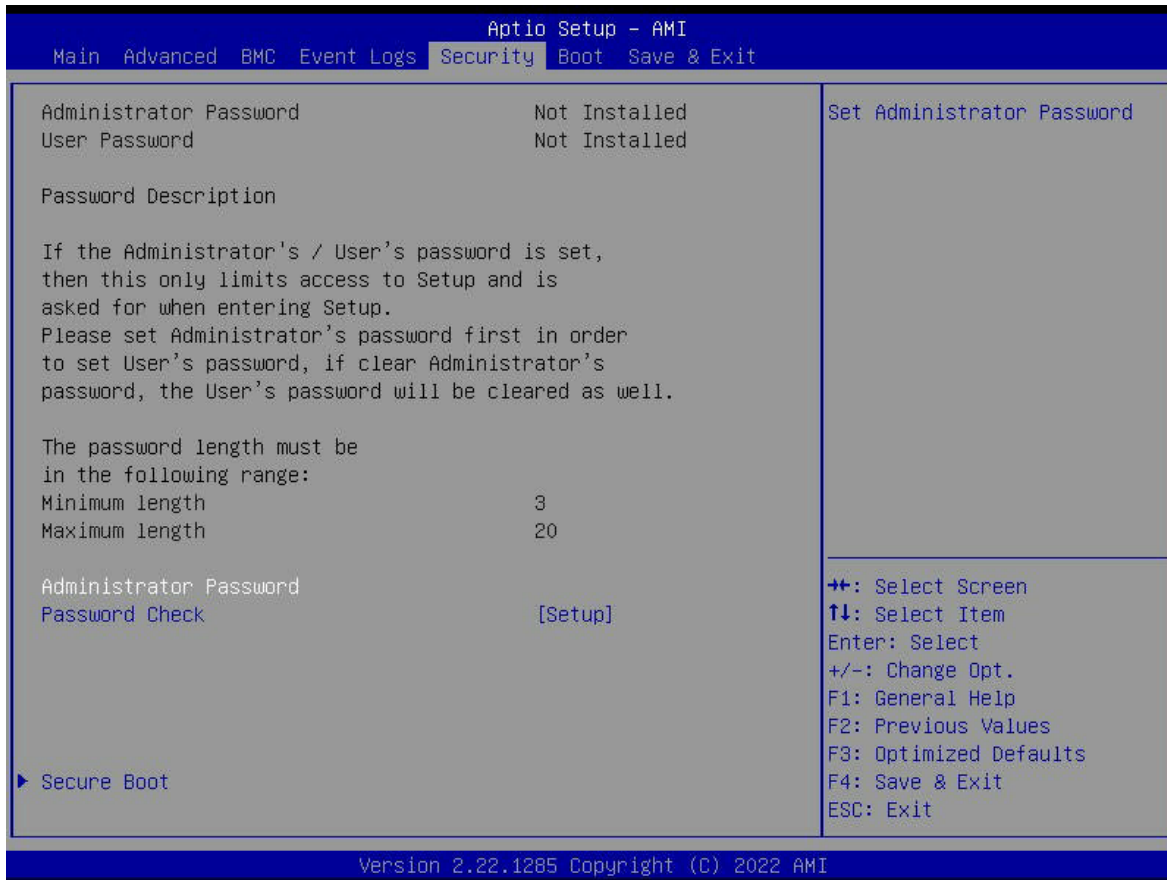 Aptio Setup – AMI
Main Advanced BMC Event Logs Security Boot Save & Exit
Administrator Password Not Installed
User Password Not Installed
Password Description
If the Administrator's / User's password is set,
then this only limits access to Setup and is
asked for when entering Setup.
Please set Administrator's password first in order
to set User's password, if clear Administrator's
password, the User's password will be cleared as well.
The password length must be
in the following range:
Minimum length 3
Maximum length 20
Administrator Password
Password Check [Setup]
▶ Secure Boot
Set Administrator Password
→←: Select Screen
↑↓: Select Item
Enter: Select
+/-: Change Opt.
F1: General Help
F2: Previous Values
F3: Optimized Defaults
F4: Save & Exit
ESC: Exit
Version 2.22.1285 Copyright (C) 2022 AMI